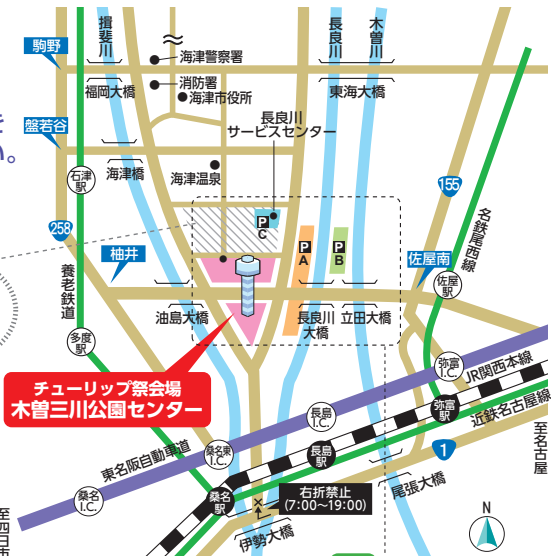 揖斐川
長良川
木曽川
駒野
海津警察署
消防署
海津市役所
福岡大橋
東海大橋
長良川
サービスセンター
き
い。
盤若谷
石津
駅
海津橋
海津温泉
155
258
P
C
P
A
P
B
名鉄尾西線
柚井
佐屋南
佐屋
駅
養老鉄道
油島大橋
長良川
大橋
立田大橋
多度
駅
弥富
I.C.
JR関西本線
チューリップ祭会場
木曽三川公園センター
長島
I.C.
弥富
駅
近鉄名古屋線
至名古屋
東名阪自動車道
桑名東
I.C.
長島
駅
1
桑名
I.C.
桑名
駅
右折禁止
(7:00〜19:00)
尾張大橋
伊勢大橋
N
至四日市